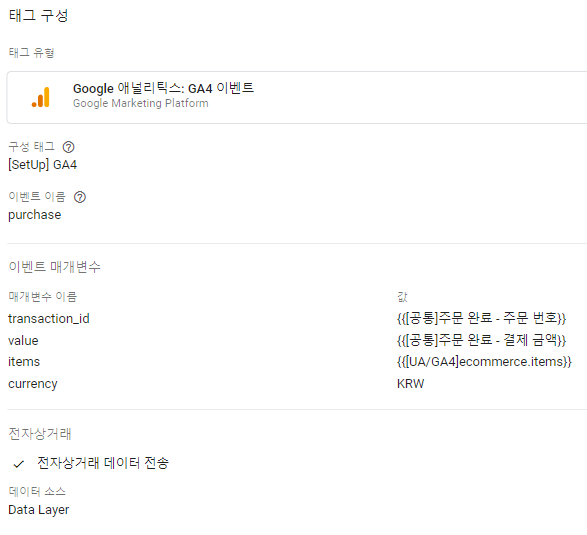 태그 구성
태그 유형
Google 애널리틱스: GA4 이벤트
Google Marketing Platform
구성 태그
[SetUp] GA4
이벤트 이름
purchase
이벤트 매개변수
매개변수 이름 값
transaction_id {{[공통]주문 완료 - 주문 번호}}
value {{[공통]주문 완료 - 결제 금액}}
items {{[UA/GA4]ecommerce.items}}
currency KRW
전자상거래
전자상거래 데이터 전송
데이터 소스
Data Layer